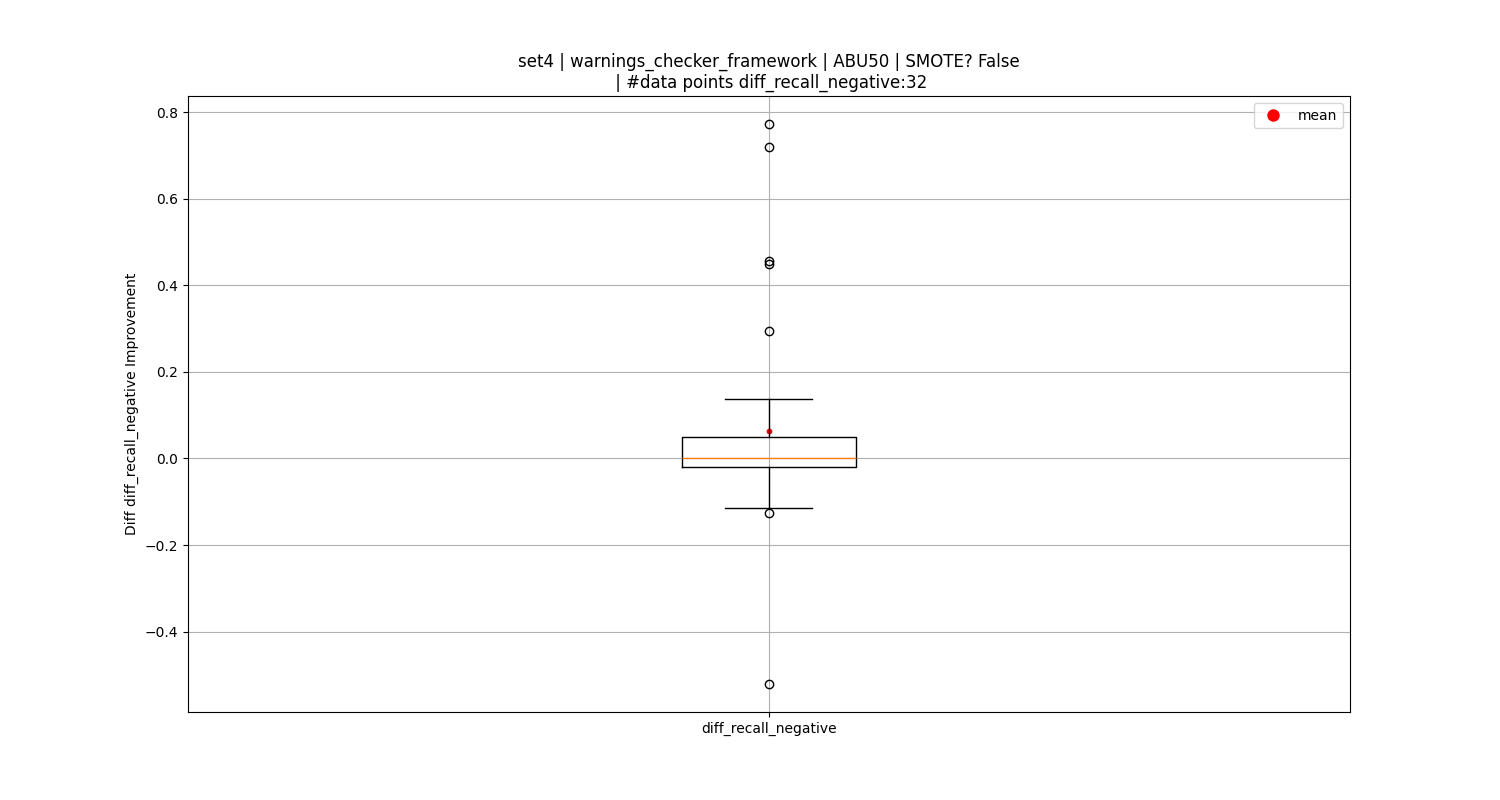 set4 | warnings_checker_framework | ABU50 | SMOTE? False
| #data points diff_recall_negative:32
mean
0.8
0.6
0.4
0.2
0.0
−0.2
−0.4
Diff diff_recall_negative Improvement
diff_recall_negative